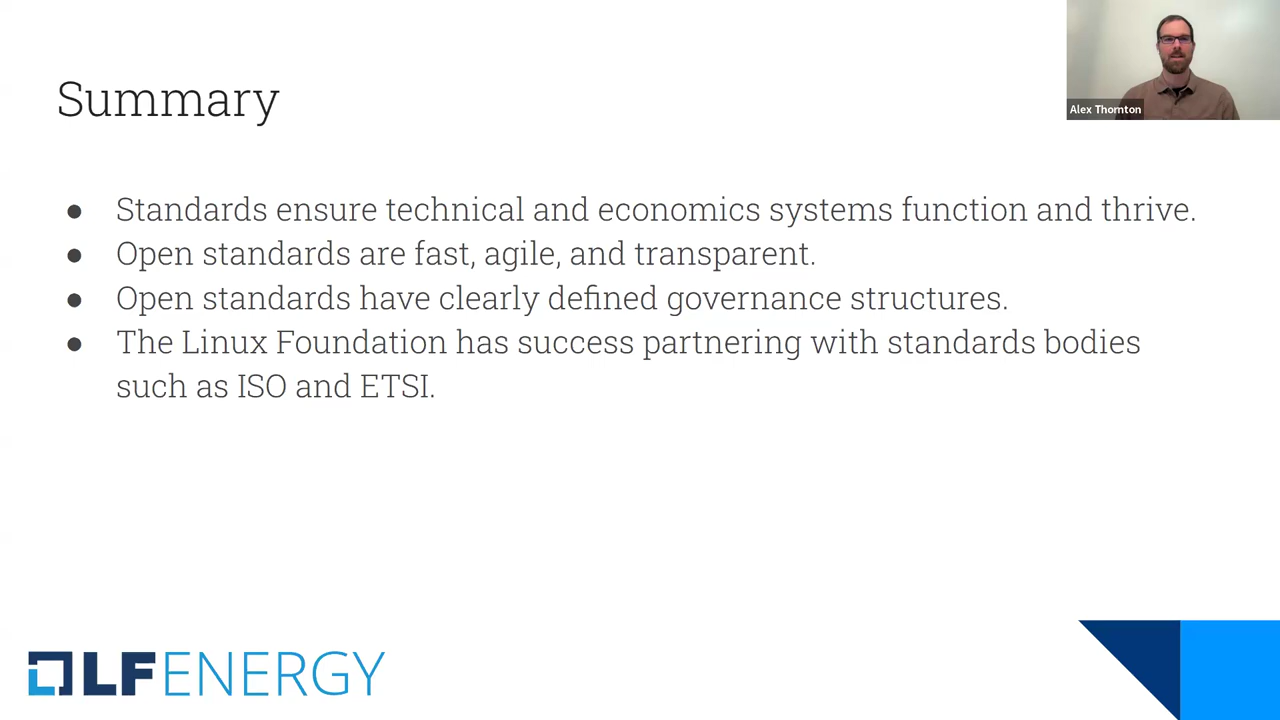 Summary
Alex Thornton
● Standards ensure technical and economics systems function and thrive.
● Open standards are fast, agile, and transparent.
● Open standards have clearly defined governance structures.
● The Linux Foundation has success partnering with standards bodies
such as ISO and ETSI.
LFENERGY